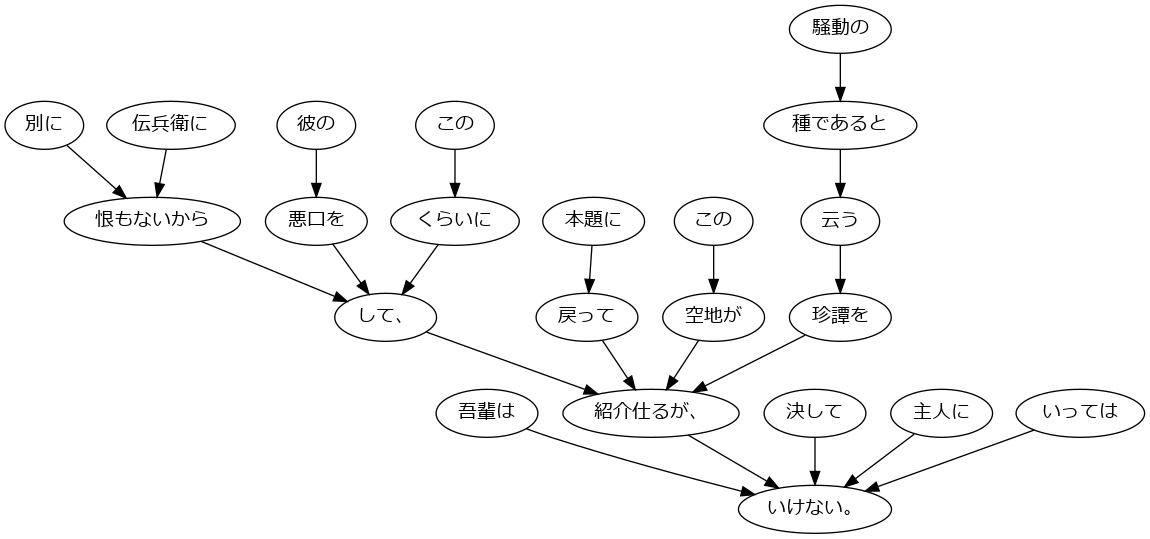 騒動の
別に
伝兵衛に
彼の
この
種であると
恨もないから
悪口を
くらいに
本題に
この
云う
して、
戻って
空地が
珍譚を
吾輩は
紹介仕るが、
決して
主人に
いっては
いけない。